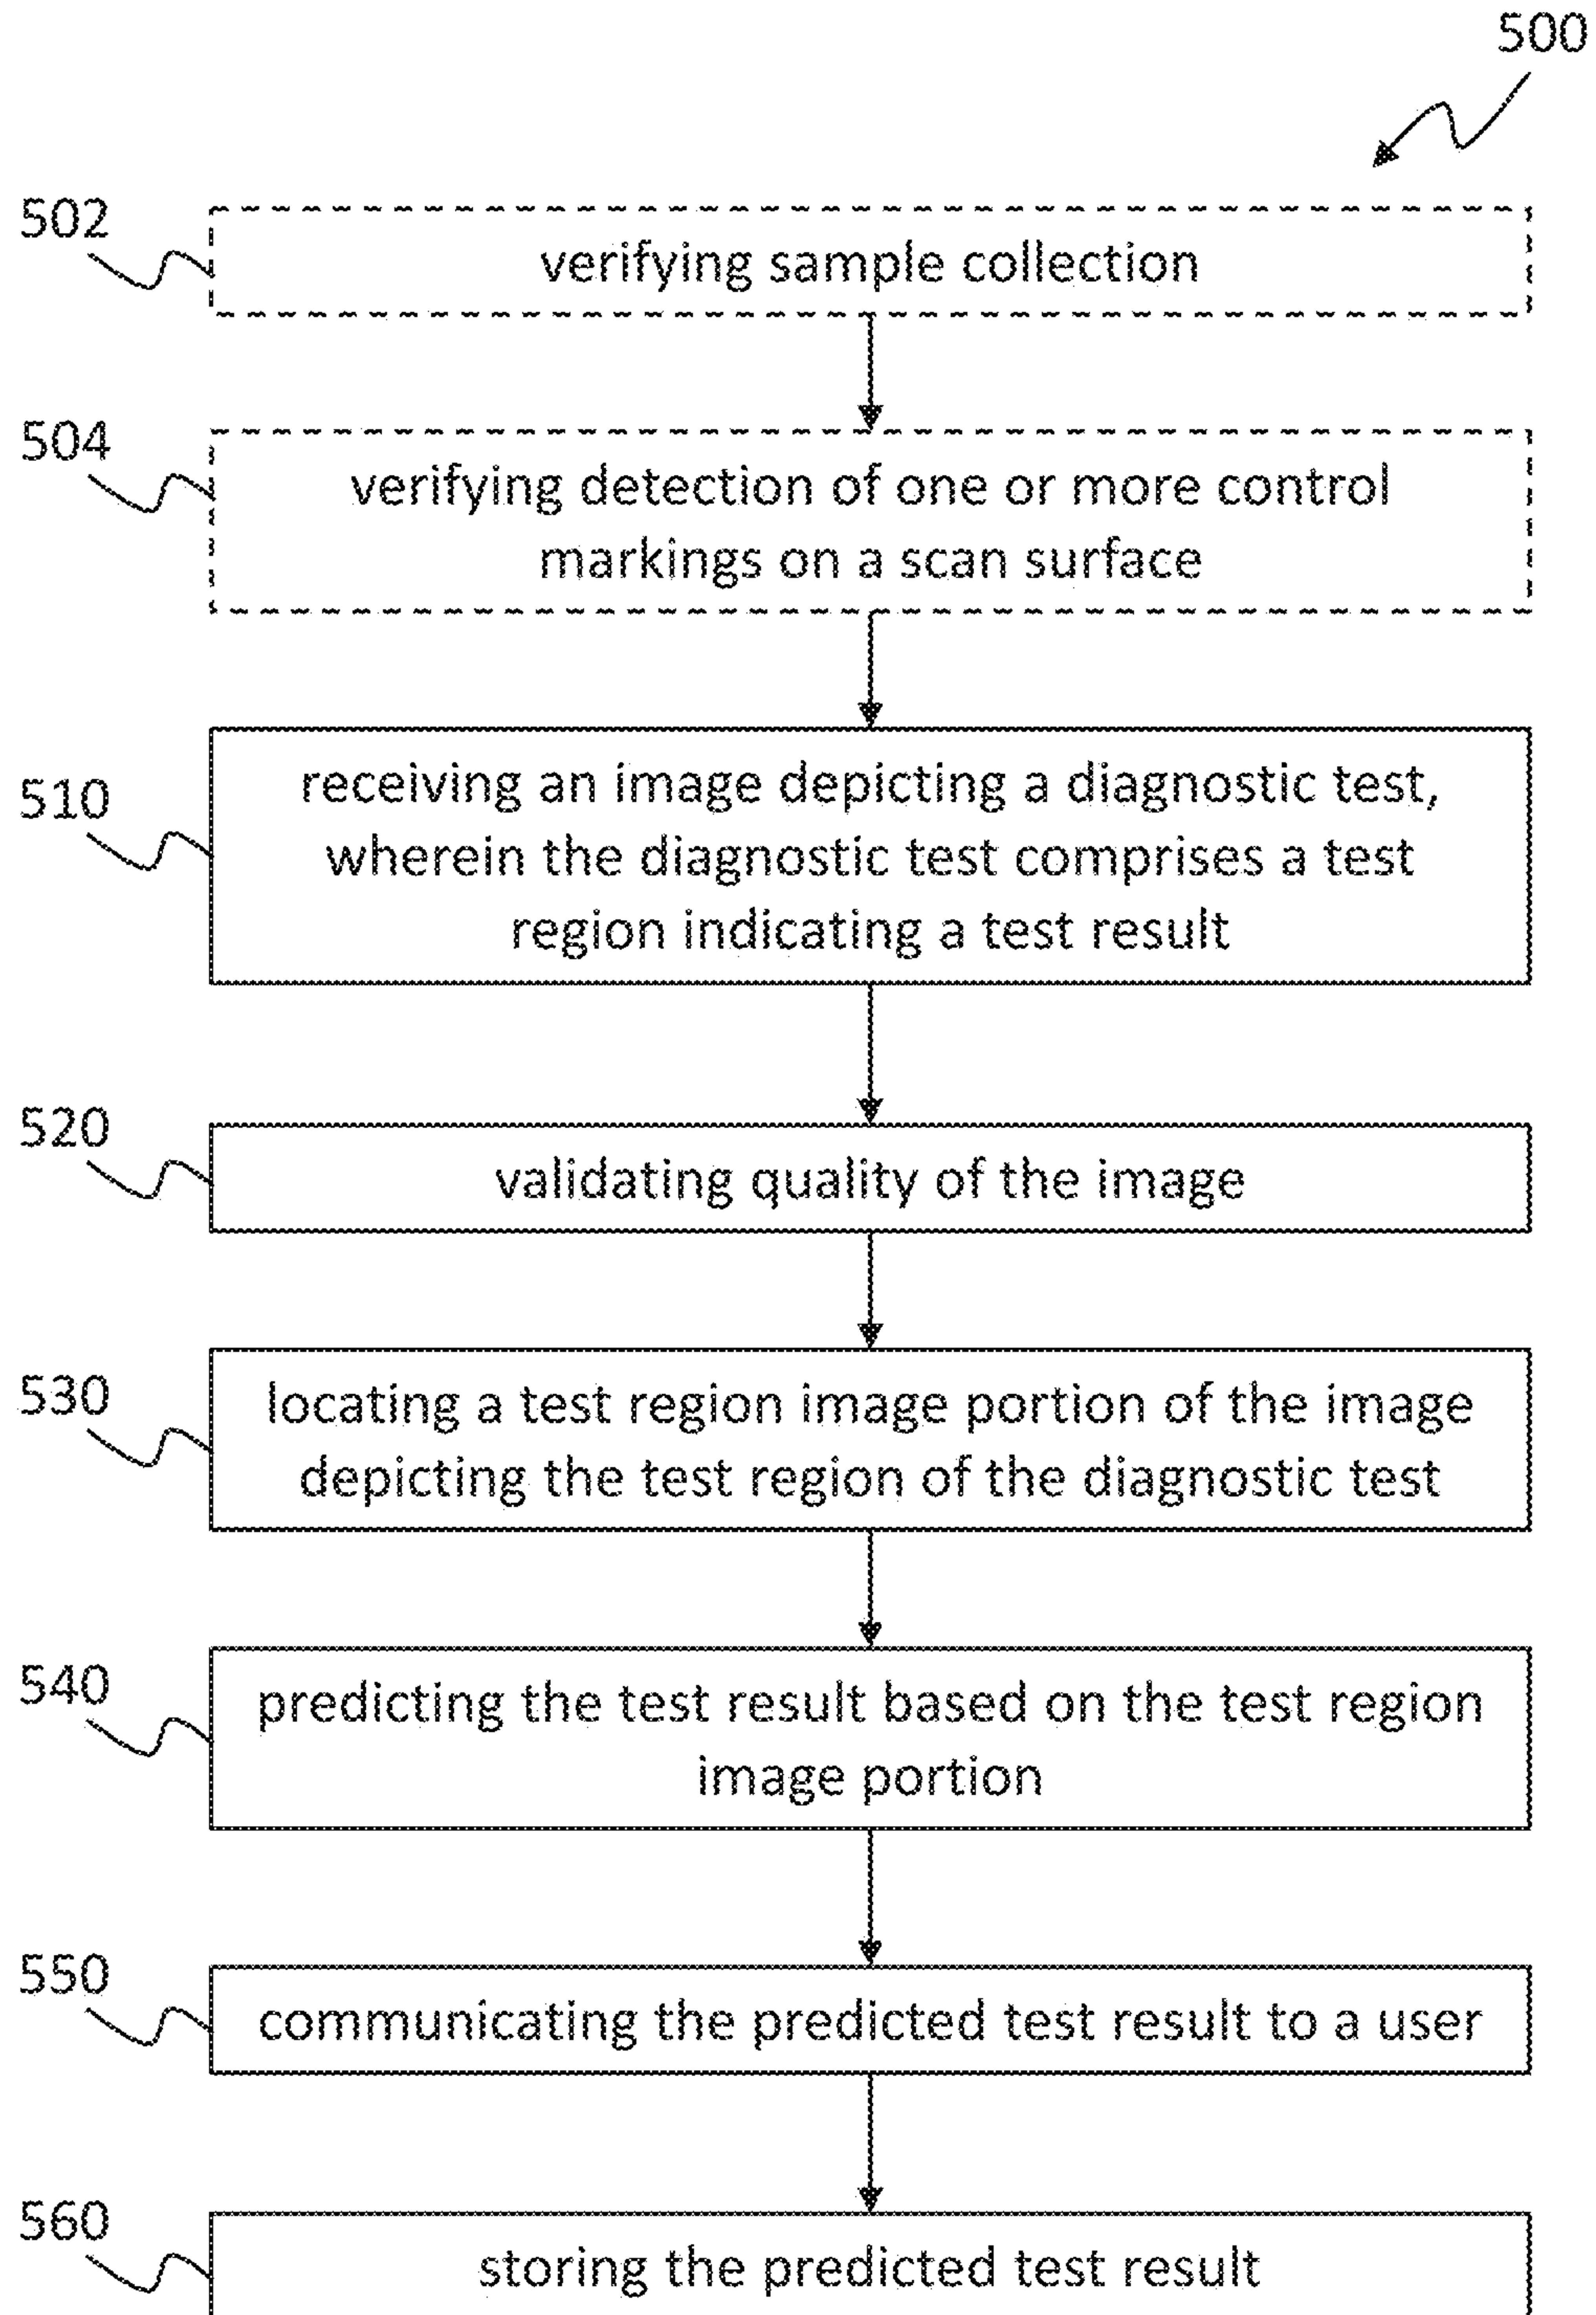 500
502
verifying sample collection
504
verifying detection of one or more control
markings on a scan surface
510
receiving an image depicting a diagnostic test,
wherein the diagnostic test comprises a test
region indicating a test result
520
validating quality of the image
530
locating a test region image portion of the image
depicting the test region of the diagnostic test
540
predicting the test result based on the test region
image portion
550
communicating the predicted test result to a user
560
storing the predicted test result